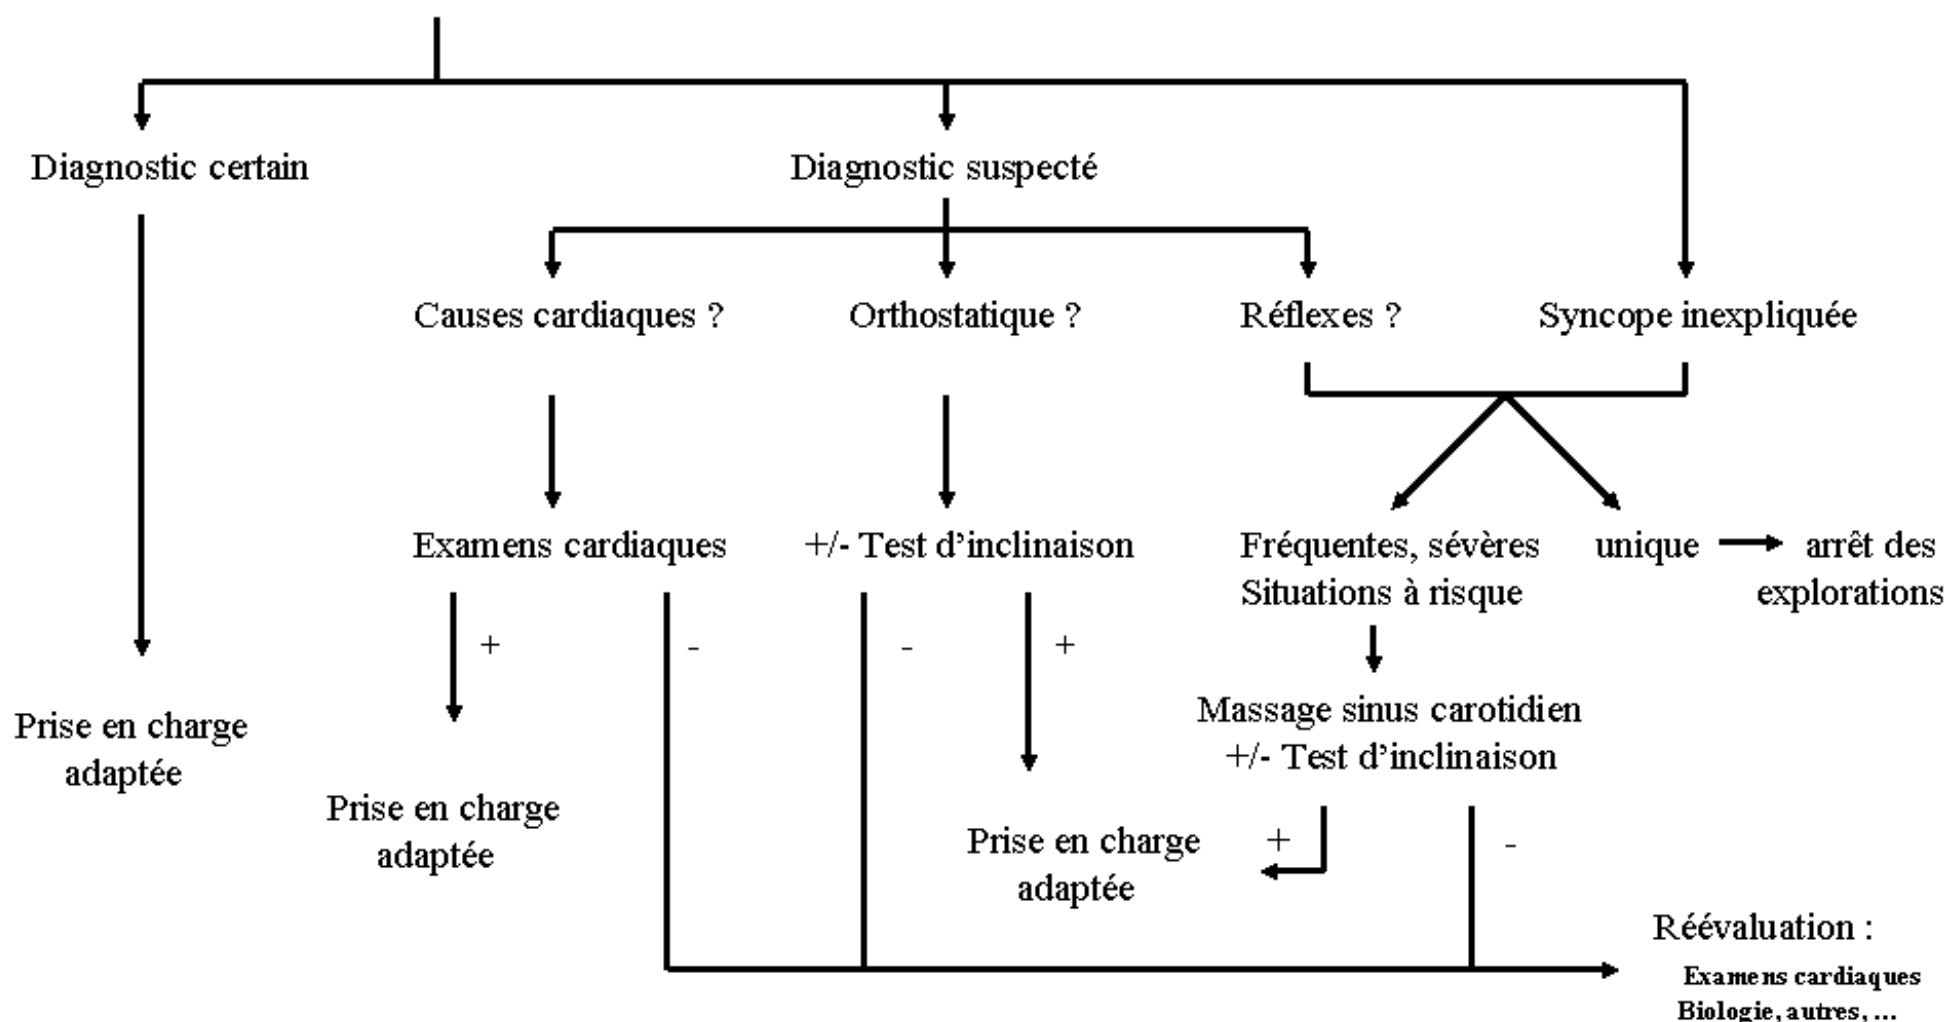 Diagnostic certain
Diagnostic suspecté
Causes cardiaques ?
Orthostatique ?
Réflexes ?
Syncope inexpliquée
Examens cardiaques
+/- Test d’inclinaison
Fréquentes, sévères
Situations à risque
unique
arrêt des
explorations
+
-
-
+
Prise en charge
adaptée
Massage sinus carotidien
+/- Test d’inclinaison
Prise en charge
adaptée
Prise en charge
adaptée
+
-
Réévaluation :
Examens cardiaques
Biologie, autres, ...